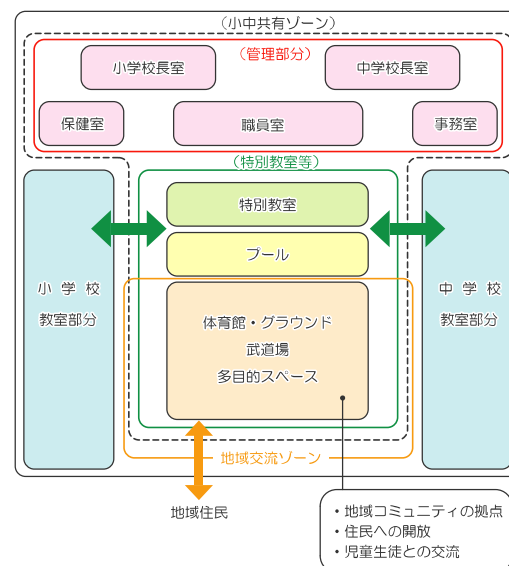 （小中共有ゾーン）
（管理部分）
小学校長室
中学校長室
保健室
職員室
事務室
（特別教室等）
特別教室
プール
小学校
教室部分
中学校
教室部分
体育館・グラウンド
武道場
多目的スペース
地域交流ゾーン
地域住民
・地域コミュニティの拠点
・住民への開放
・児童生徒との交流